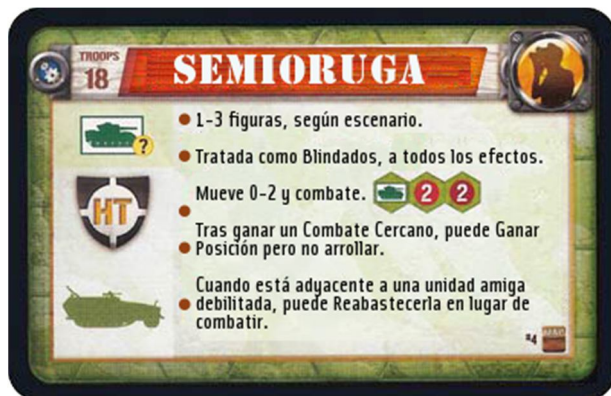 TROOPS
18
SEMIORUGA
?
HT
1-3 figuras, según escenario.
Tratada como Blindados, a todos los efectos.
Mueve 0-2 y combate. 2 2
Tras ganar un Combate Cercano, puede Ganar
Posición pero no arrollar.
Cuando está adyacente a una unidad amiga
debilitada, puede Reabastecerla en lugar de
combatir.
#4